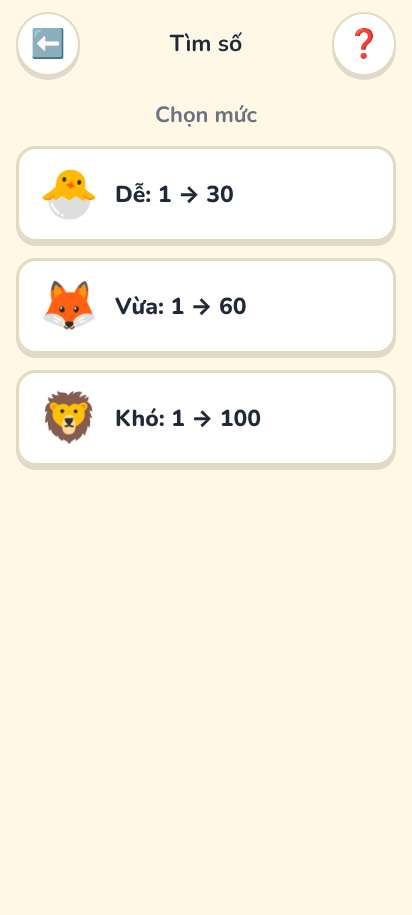 Tìm số
Chọn mức
Dễ: 1 → 30
Vừa: 1 → 60
Khó: 1 → 100